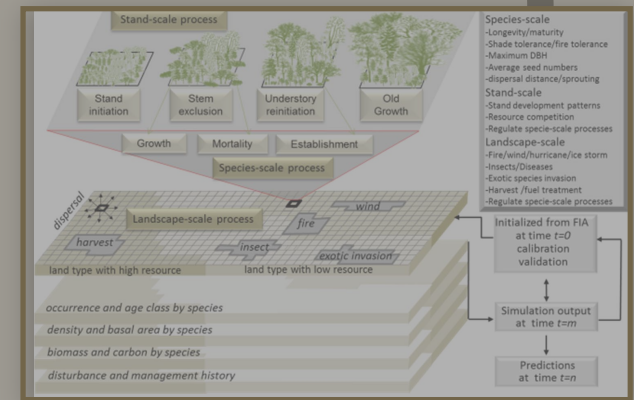 Stand-scale process
Stand
initiation
Stem
exclusion
Understory
reinitiation
Old
Growth
Growth
Mortality
Establishment
Species-scale process
Species-scale
-Longevity/maturity
-Shade tolerance/fire tolerance
-Maximum DBH
-Average seed numbers
-dispersal distance/sprouting
Stand-scale
-Stand development patterns
-Resource competition
-Regulate specie-scale processes
Landscape-scale
-Fire/wind/hurricane/ice storm
-Insects/Diseases
-Exotic species invasion
-Harvest /fuel treatment
-Regulate specie-scale processes
dispersal
Landscape-scale process
wind
fire
harvest
insect
exotic invasion
land type with high resource
land type with low resource
occurrence and age class by species
density and basal area by species
biomass and carbon by species
disturbance and management history
Initialized from FIA
at time t=0
calibration
validation
Simulation output
at time t=m
Predictions
at time t=n